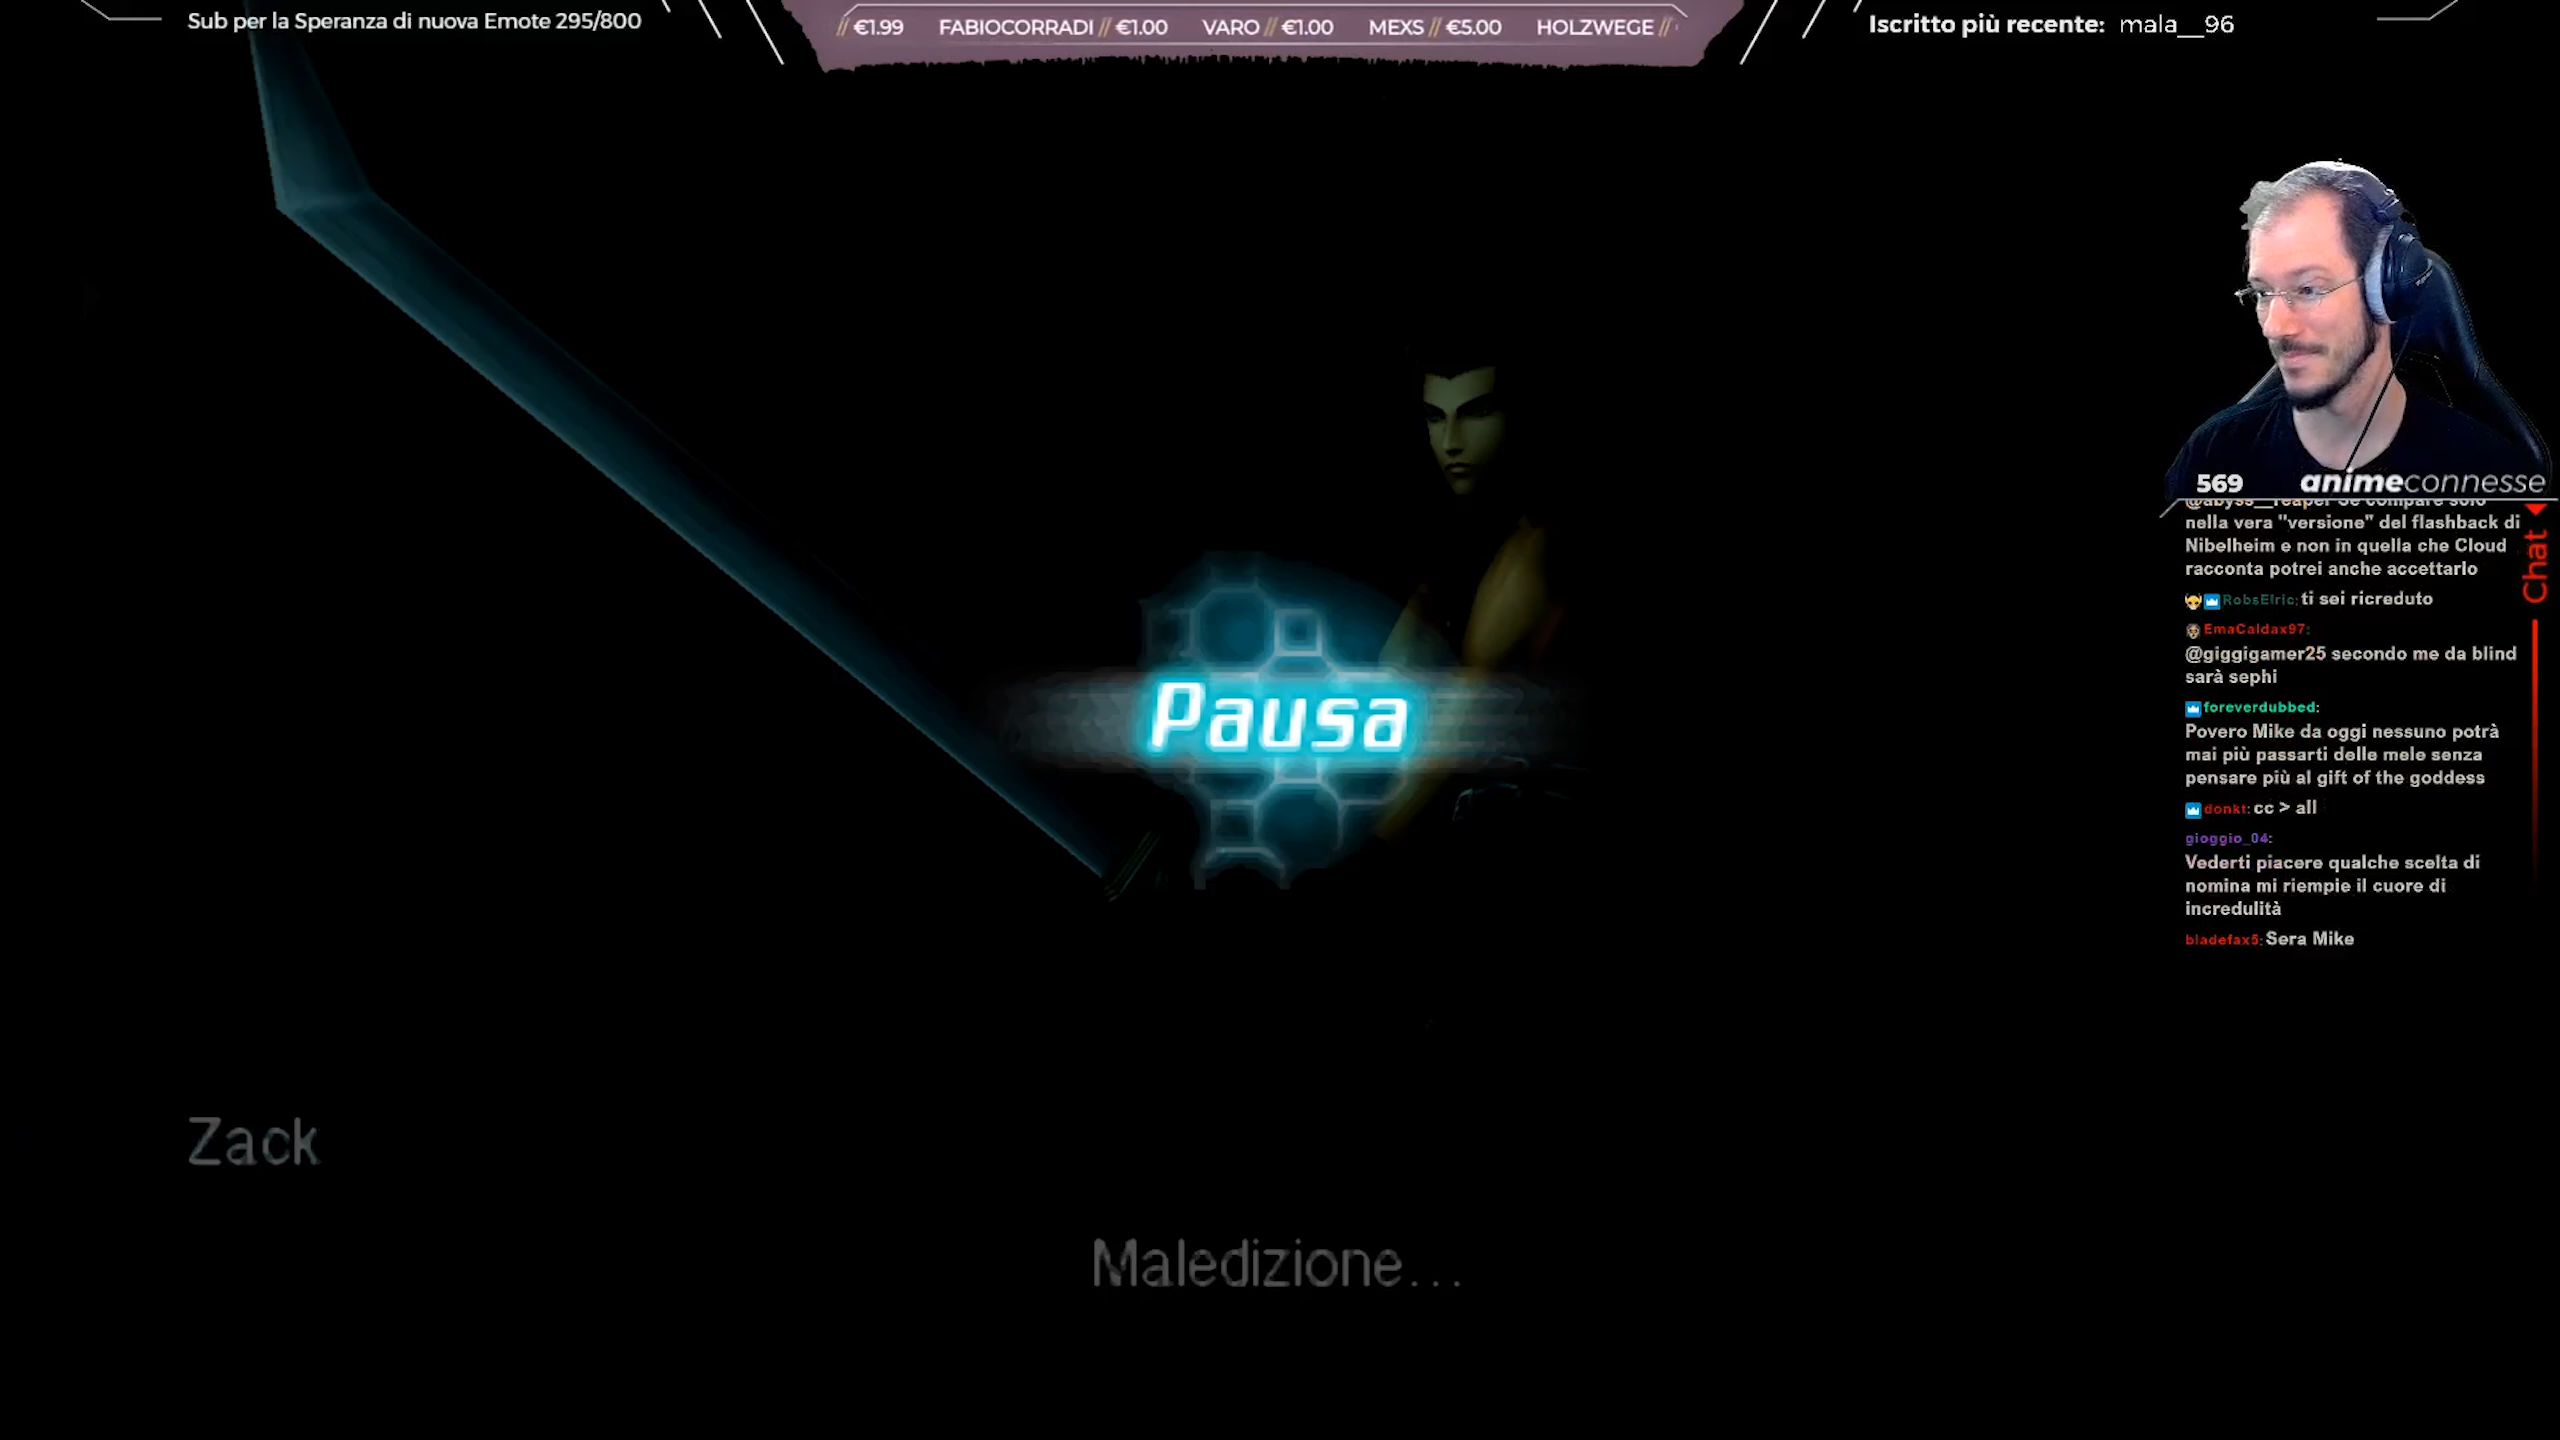 Sub per la Speranza di nuova Emote 295/800
// €1.99 FABIOCORRADI // €1.00 VARO // €1.00 MEXS // €5.00 HOLZWEGE //
Iscritto più recente: mala__96
569 animeconnesse
nella vera "versione" del flashback di
Nibelheim e non in quella che Cloud
racconta potrei anche accettarlo
RobsElric: ti sei ricreduto
EmaCaldax97:
@giggigamer25 secondo me da blind
sarà sephi
foreverdubbed:
Povero Mike da oggi nessuno potrà
mai più passarti delle mele senza
pensare più al gift of the goddess
donkt: cc > all
gioggio_04:
Vederti piacere qualche scelta di
nomina mi riempie il cuore di
incredulità
bladefax5: Sera Mike
Chat
Pausa
Zack
Maledizione...